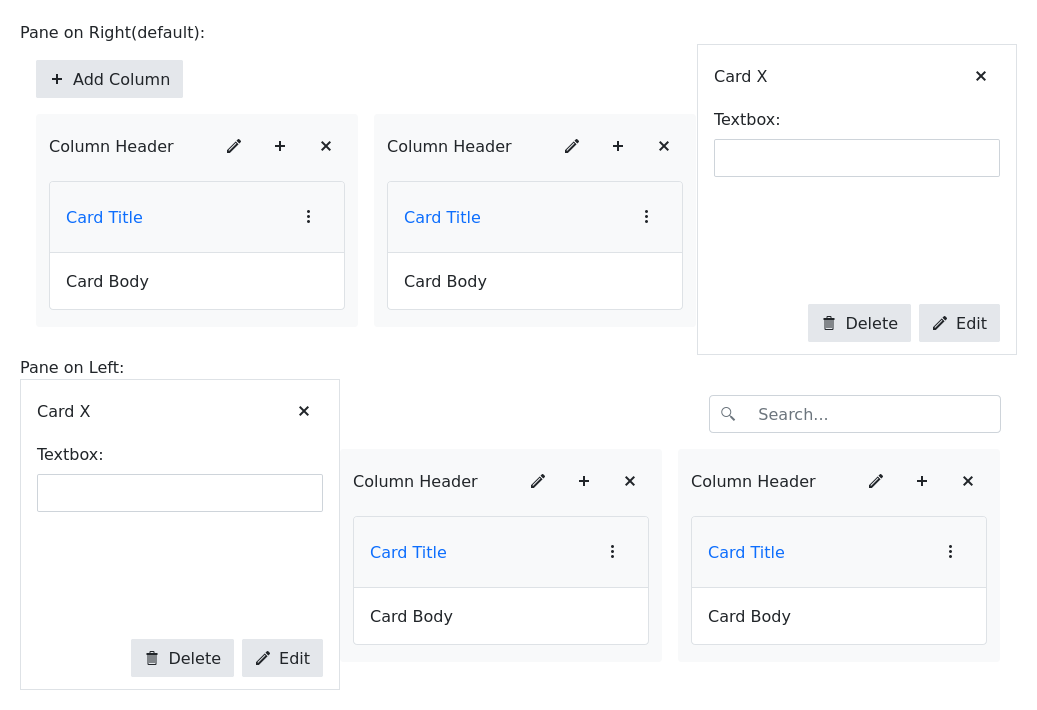 Pane on Right(default):
Add Column
Column Header
Card Title
Card Body
Column Header
Card Title
Card Body
Card X
Textbox:
Delete Edit
Pane on Left:
Card X
Textbox:
Delete Edit
Search...
Column Header
Card Title
Card Body
Column Header
Card Title
Card Body